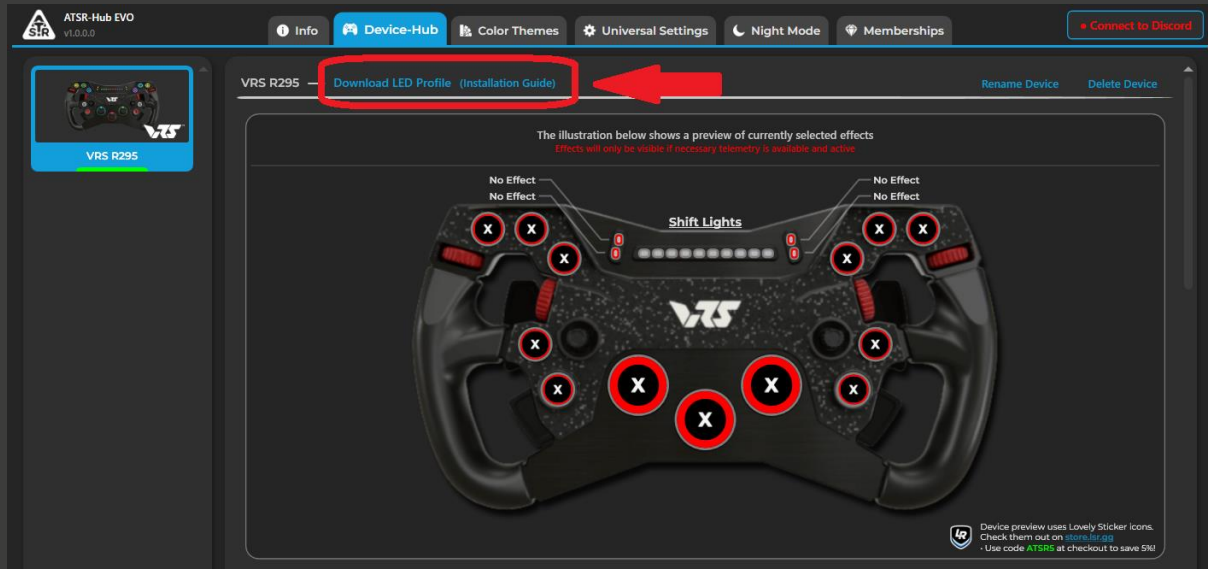 ATSR-Hub EVO
v1.0.0.0
Info
Device-Hub
Color Themes
Universal Settings
Night Mode
Memberships
• Connect to Discord
VRS R295
VRS R295 — Download LED Profile (Installation Guide)
Rename Device
Delete Device
The illustration below shows a preview of currently selected effects
Effects will only be visible if necessary telemetry is available and active
No Effect
No Effect
No Effect
No Effect
Shift Lights
X X X X X X
VRS
X X
X X X X X
Device preview uses Lovely Sticker icons.
Check them out on store.lsr.gg
• Use code ATSR5 at checkout to save 5%!